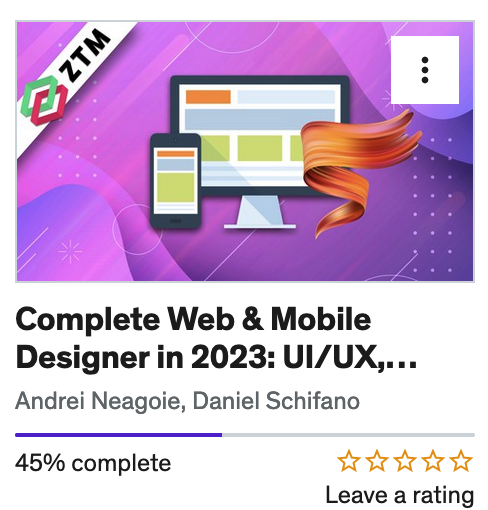 ZTM
Complete Web & Mobile
Designer in 2023: UI/UX,...
Andrei Neagoie, Daniel Schifano
45% complete
Leave a rating